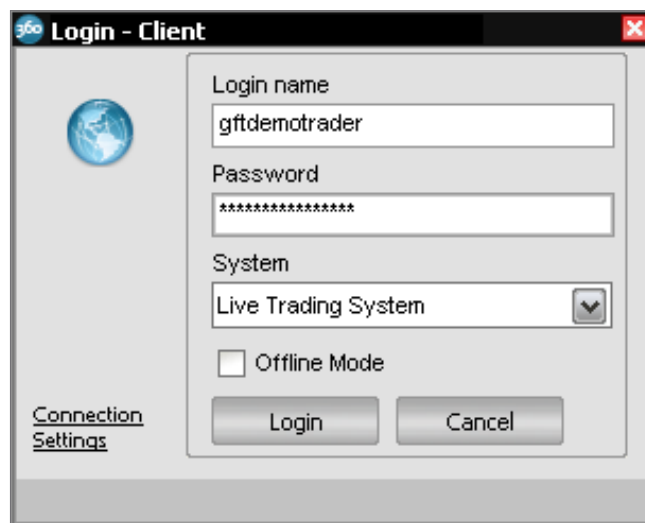 360 Login - Client
Login name
gftdemotrader
Password
****************
System
Live Trading System
Offline Mode
Connection
Settings
Login
Cancel